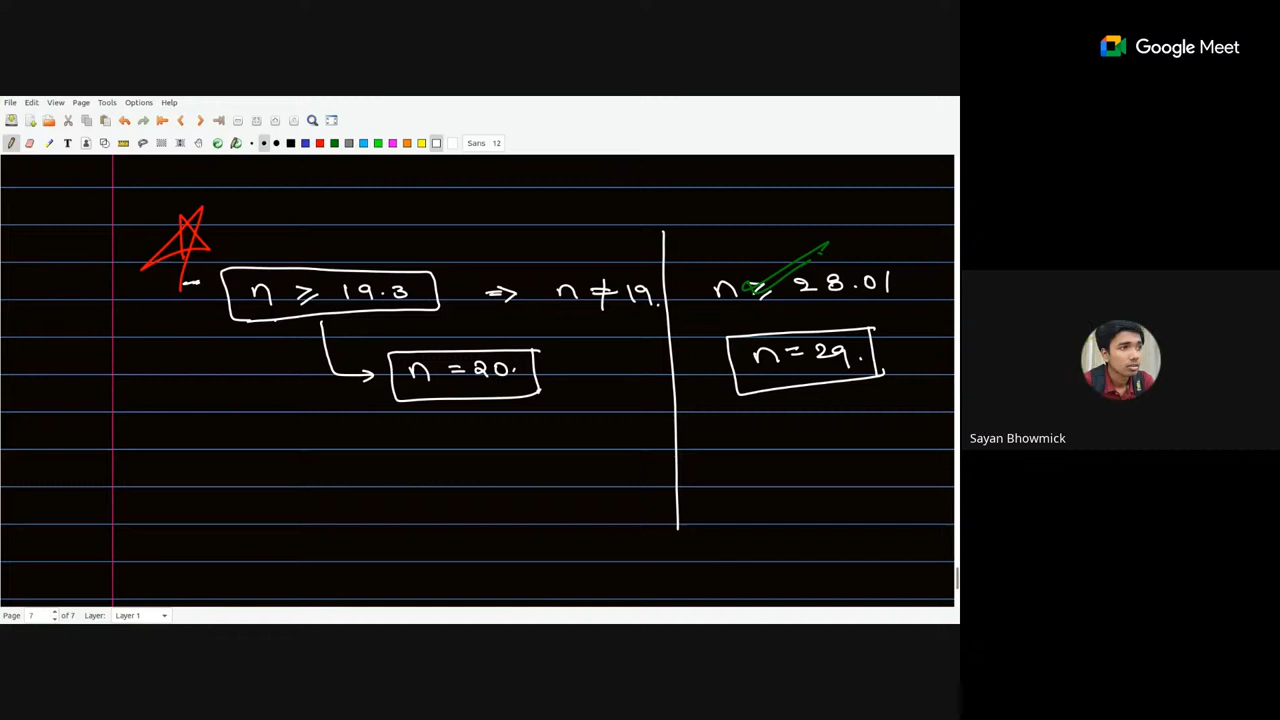 Google Meet
File Edit View Page Tools Options Help
Sans 12
n ≥ 19.3 ⇒ n ≠ 19.
n = 20.
n ≥ 28.01
n = 29.
Sayan Bhowmick
Page 7 of 7 Layer: Layer 1